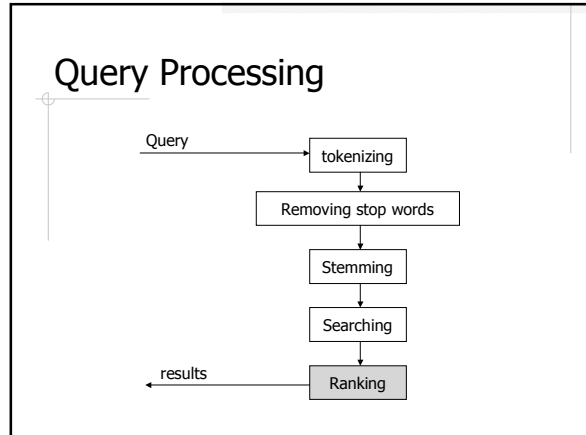 Query Processing
Query
tokenizing
Removing stop words
Stemming
Searching
results
Ranking